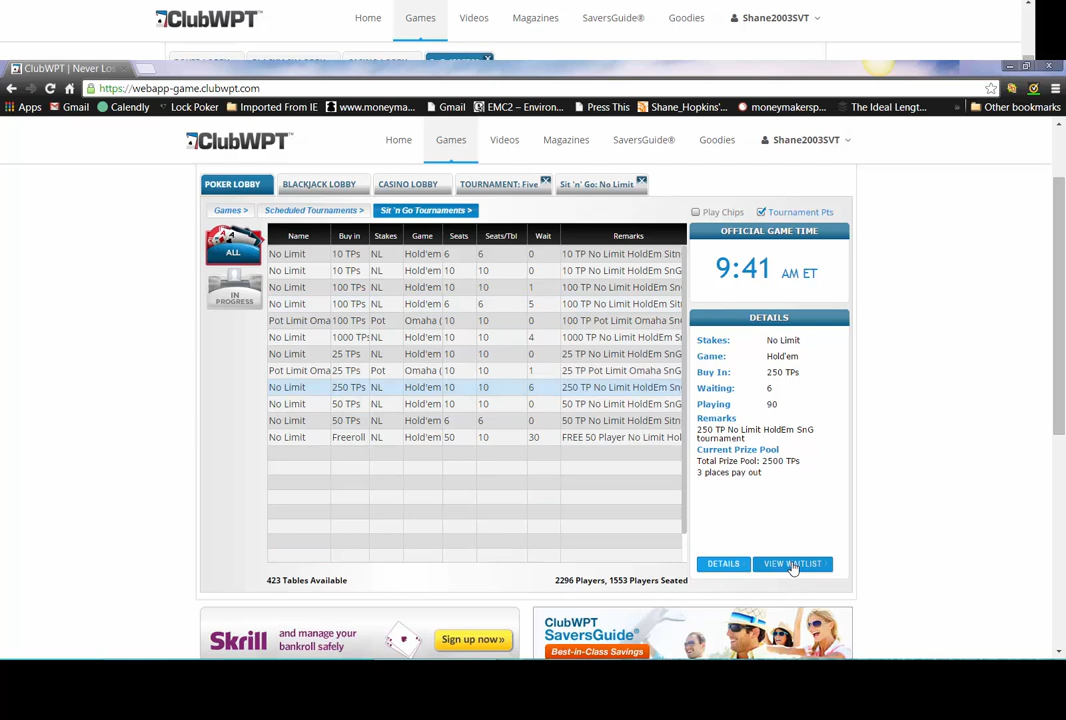 ClubWPT™ Home Games Videos Magazines SaversGuide® Goodies Shane2003SVT
ClubWPT | Never Los
https://webapp-game.clubwpt.com
Apps Gmail Calendly Lock Poker Imported From IE www.moneyma... Gmail EMC2 – Environ... Press This Shane_Hopkins'... moneymakersp... The Ideal Lengt... » Other bookmarks
ClubWPT™ Home Games Videos Magazines SaversGuide® Goodies Shane2003SVT
POKER LOBBY BLACKJACK LOBBY CASINO LOBBY TOURNAMENT: Five Sit 'n' Go: No Limit
Games > Scheduled Tournaments > Sit 'n Go Tournaments > Play Chips Tournament Pts
ALL
IN PROGRESS
Name Buy in Stakes Game Seats Seats/Tbl Wait Remarks
No Limit 10 TPs NL Hold'em 6 6 0 10 TP No Limit HoldEm Sitn
No Limit 10 TPs NL Hold'em 10 10 0 10 TP No Limit HoldEm SnG
No Limit 100 TPs NL Hold'em 10 10 1 100 TP No Limit HoldEm Sn
No Limit 100 TPs NL Hold'em 6 6 5 100 TP No Limit HoldEm Sn
Pot Limit Oma 100 TPs Pot Omaha ( 10 10 0 100 TP Pot Limit Omaha SnG
No Limit 1000 TPs NL Hold'em 10 10 4 1000 TP No Limit HoldEm Sn
No Limit 25 TPs NL Hold'em 10 10 0 25 TP No Limit HoldEm SnG
Pot Limit Oma 25 TPs Pot Omaha ( 10 10 1 25 TP Pot Limit Omaha SnG
No Limit 250 TPs NL Hold'em 10 10 6 250 TP No Limit HoldEm SnG
No Limit 50 TPs NL Hold'em 10 10 0 50 TP No Limit HoldEm SnG
No Limit 50 TPs NL Hold'em 6 6 0 50 TP No Limit HoldEm Sitn
No Limit Freeroll NL Hold'em 50 10 30 FREE 50 Player No Limit Hol
423 Tables Available 2296 Players, 1553 Players Seated
OFFICIAL GAME TIME
9:41 AM ET
DETAILS
Stakes: No Limit
Game: Hold'em
Buy In: 250 TPs
Waiting: 6
Playing 90
Remarks
250 TP No Limit HoldEm SnG
tournament
Current Prize Pool
Total Prize Pool: 2500 TPs
3 places pay out
DETAILS VIEW WAITLIST
Skrill and manage your
bankroll safely
Sign up now»
ClubWPT
SaversGuide®
Best-in-Class Savings